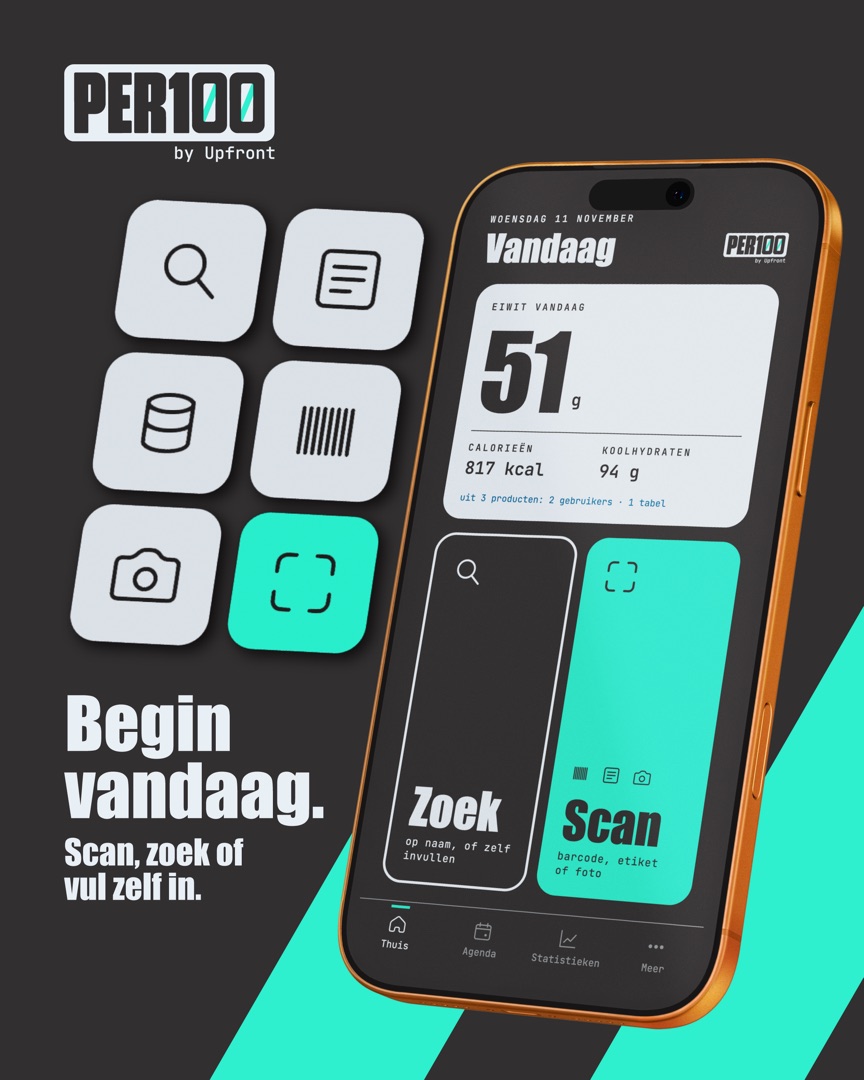 PER100
by Upfront
WOENSDAG 11 NOVEMBER
Vandaag
PER100
by Upfront
EIWIT VANDAAG
51 g
CALORIEËN
817 kcal
KOOLHYDRATEN
94 g
uit 3 producten: 2 gebruikers · 1 tabel
Zoek
op naam, of zelf
invullen
Scan
barcode, etiket
of foto
Thuis
Agenda
Statistieken
Meer
Begin
vandaag.
Scan, zoek of
vul zelf in.